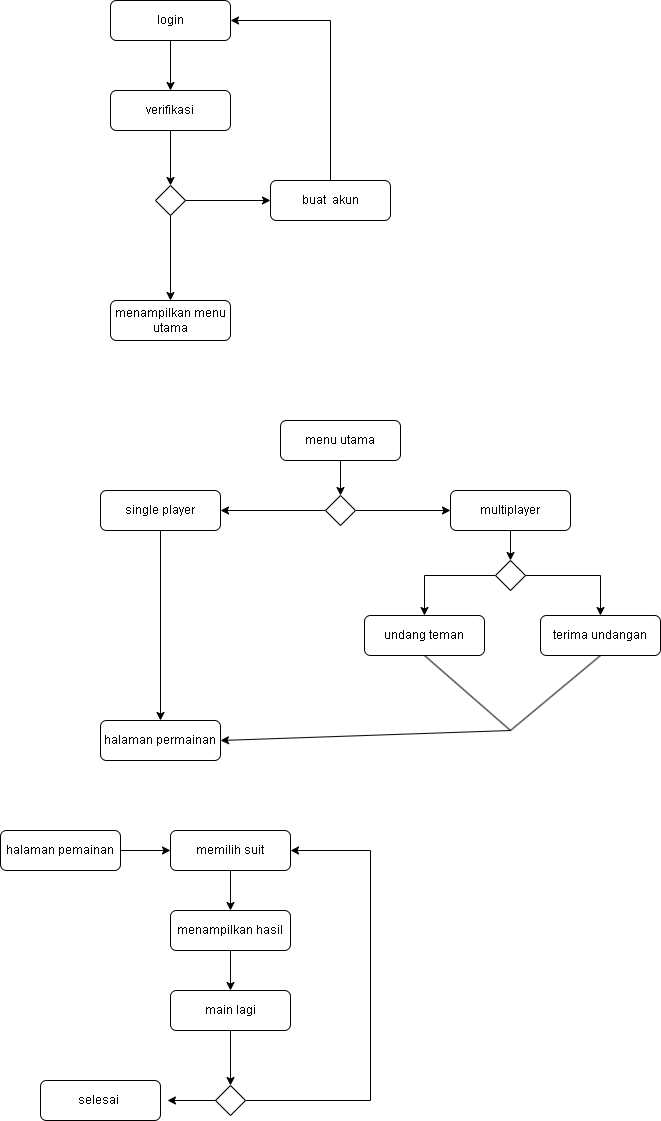 login
verifikasi
buat akun
menampilkan menu
utama
menu utama
single player
multiplayer
undang teman
terima undangan
halaman permainan
halaman pemainan
memilih suit
menampilkan hasil
main lagi
selesai